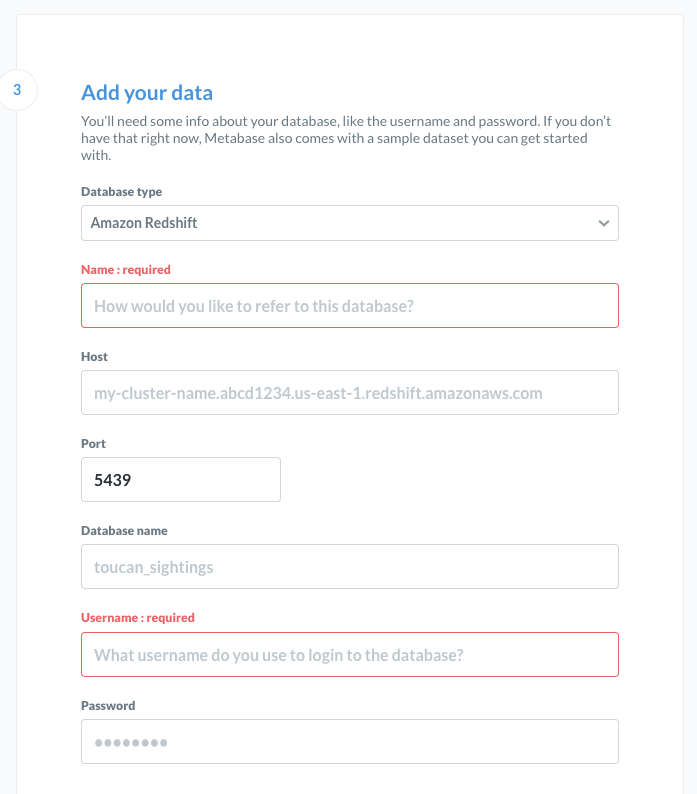 3
Add your data
You'll need some info about your database, like the username and password. If you don't
have that right now, Metabase also comes with a sample dataset you can get started
with.
Database type
Amazon Redshift
Name : required
How would you like to refer to this database?
Host
my-cluster-name.abcd1234.us-east-1.redshift.amazonaws.com
Port
5439
Database name
toucan_sightings
Username : required
What username do you use to login to the database?
Password
••••••••